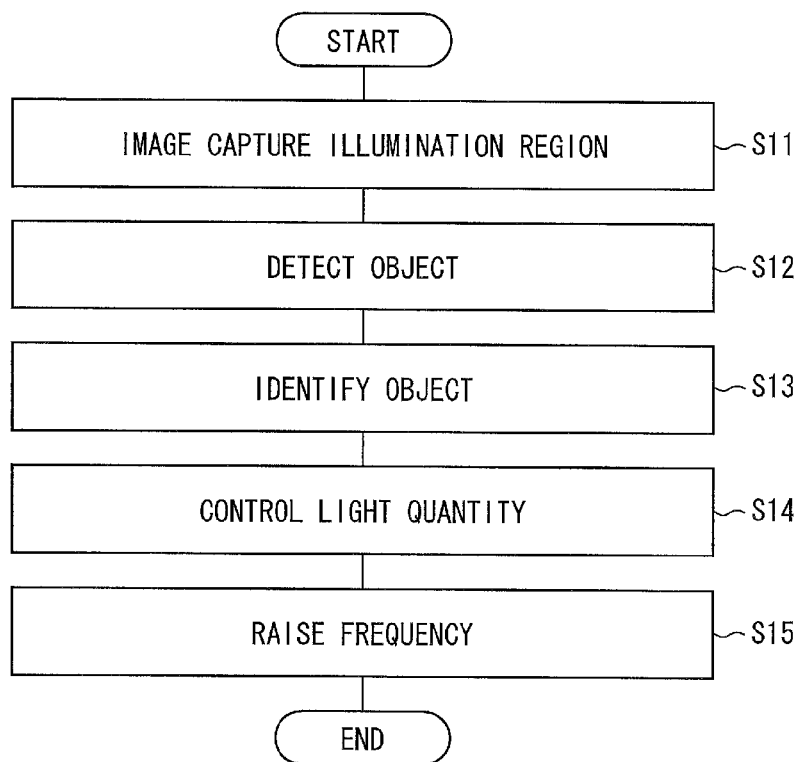 START
IMAGE CAPTURE ILLUMINATION REGION
S11
DETECT OBJECT
S12
IDENTIFY OBJECT
S13
CONTROL LIGHT QUANTITY
S14
RAISE FREQUENCY
S15
END